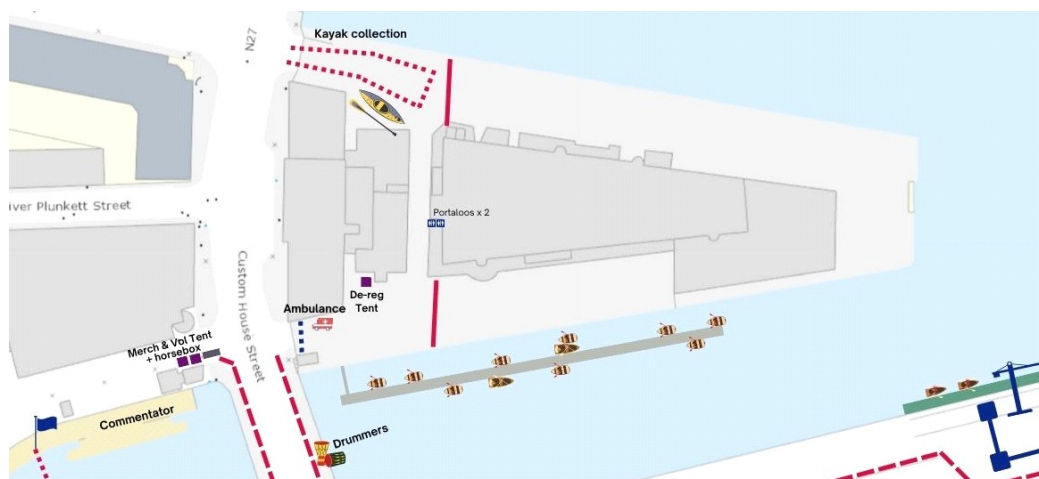 Kayak collection
N27
iver Plunkett Street
Portaloos x 2
Custom House Street
De-reg
Tent
Ambulance
Merch & Vol Tent
+ horsebox
Commentator
Drummers